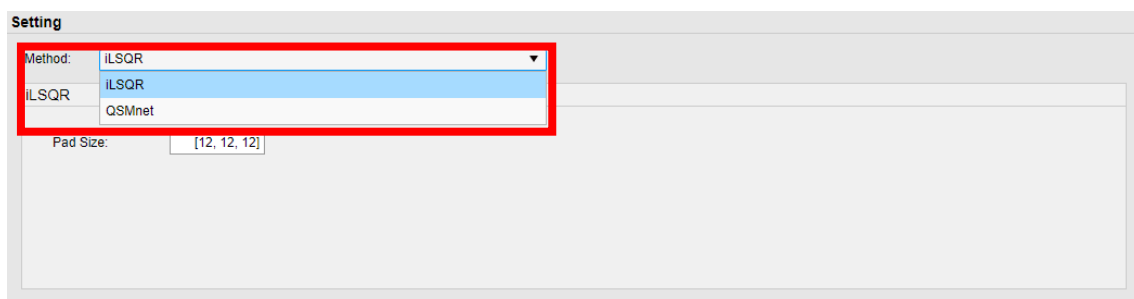 Setting
Method: iLSQR
iLSQR
iLSQR
QSMnet
Pad Size: [12, 12, 12]